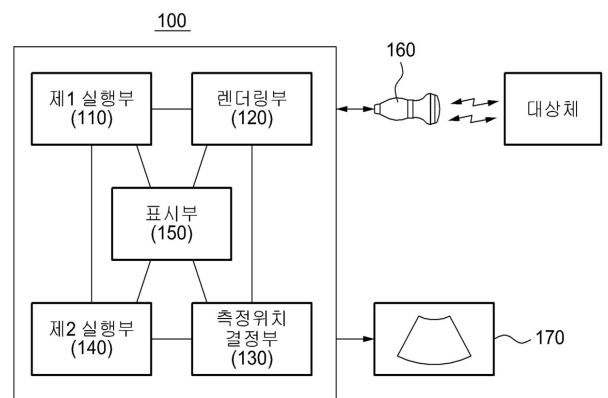 100
160
제1 실행부
(110)
렌더링부
(120)
대상체
표시부
(150)
제2 실행부
(140)
측정위치
결정부
(130)
170